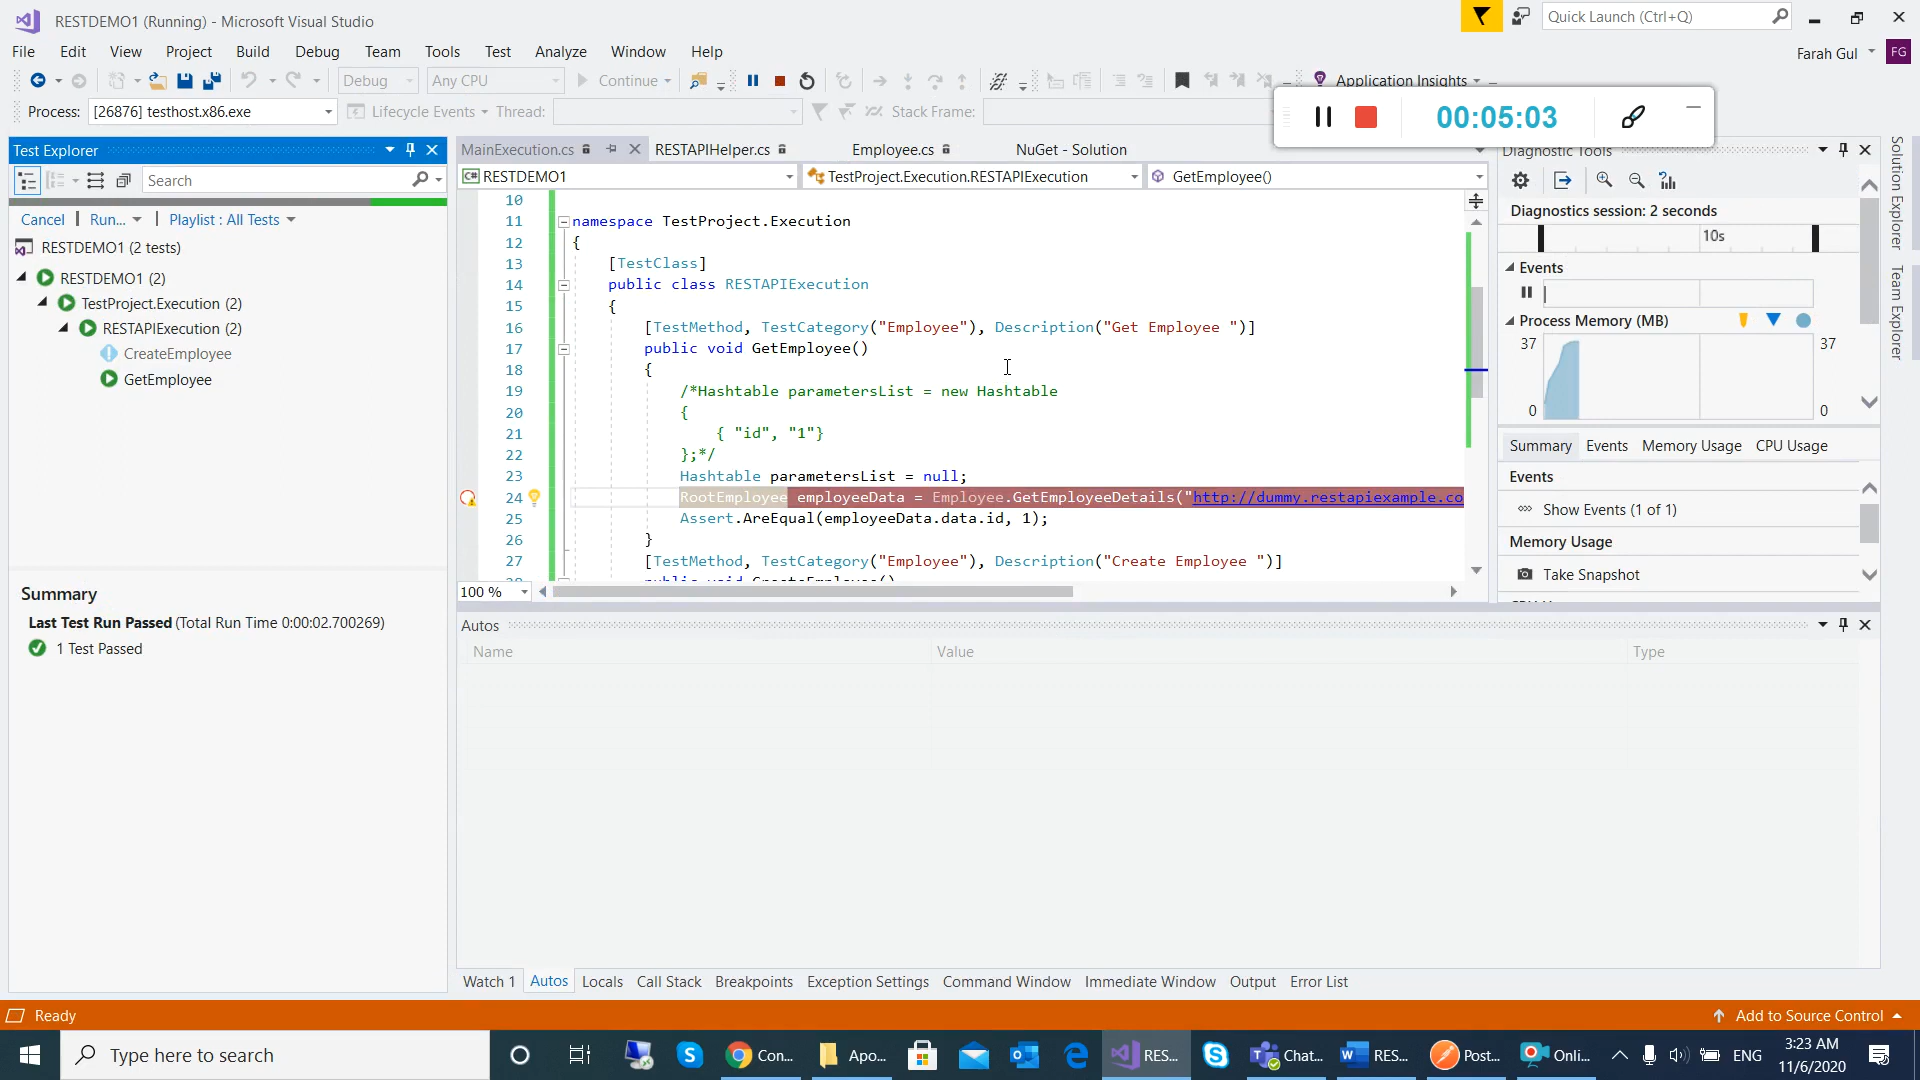 RESTDEMO1 (Running) - Microsoft Visual Studio
Quick Launch (Ctrl+Q)
File Edit View Project Build Debug Team Tools Test Analyze Window Help
Farah Gul FG
Debug Any CPU Continue Application Insights
Process: [26876] testhost.x86.exe Lifecycle Events Thread: Stack Frame:
00:05:03
Test Explorer
Search
Cancel | Run... | Playlist : All Tests
RESTDEMO1 (2 tests)
RESTDEMO1 (2)
TestProject.Execution (2)
RESTAPIExecution (2)
CreateEmployee
GetEmployee
Summary
Last Test Run Passed (Total Run Time 0:00:02.700269)
1 Test Passed
MainExecution.cs RESTAPIHelper.cs Employee.cs NuGet - Solution
RESTDEMO1 TestProject.Execution.RESTAPIExecution GetEmployee()
10
11 namespace TestProject.Execution
12 {
13 [TestClass]
14 public class RESTAPIExecution
15 {
16 [TestMethod, TestCategory("Employee"), Description("Get Employee ")]
17 public void GetEmployee()
18 {
19 /*Hashtable parametersList = new Hashtable
20 {
21 { "id", "1"}
22 };*/
23 Hashtable parametersList = null;
24 RootEmployee employeeData = Employee.GetEmployeeDetails("http://dummy.restapiexample.co
25 Assert.AreEqual(employeeData.data.id, 1);
26 }
27 [TestMethod, TestCategory("Employee"), Description("Create Employee ")]
100 %
Autos
Name Value Type
Watch 1 Autos Locals Call Stack Breakpoints Exception Settings Command Window Immediate Window Output Error List
Diagnostic Tools
Diagnostics session: 2 seconds
10s
Events
Process Memory (MB)
37 37
0 0
Summary Events Memory Usage CPU Usage
Events
Show Events (1 of 1)
Memory Usage
Take Snapshot
Solution Explorer
Team Explorer
Ready
Add to Source Control
Type here to search
Con... Apo... RES... Chat... RES... Post... Onli...
ENG
3:23 AM
11/6/2020